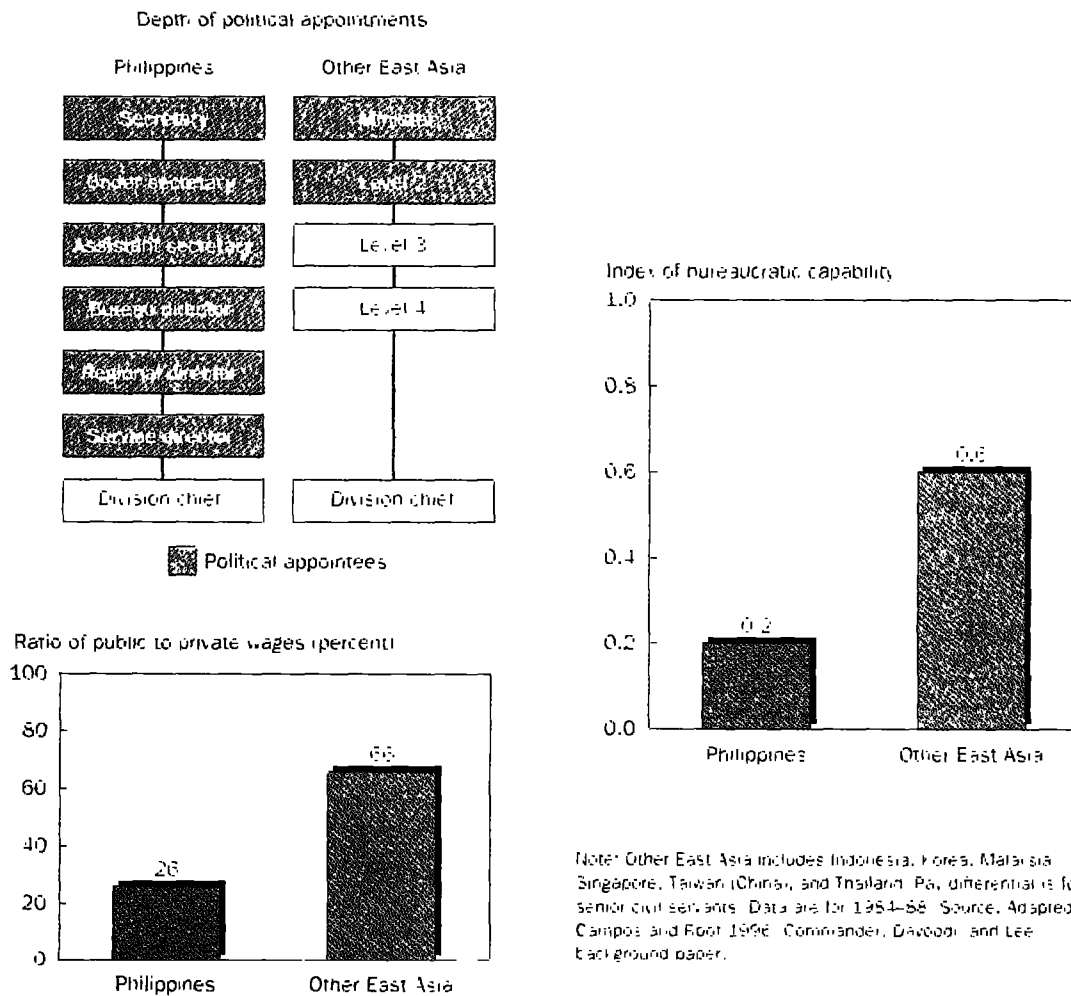 Depth of political appointments
Philippines
Other East Asia
Secretary
Under secretary
Assistant secretary
Bureau director
Regional director
Service director
Division chief
Minister
Level 2
Level 3
Level 4
Division chief
Political appointees
Ratio of public to private wages (percent)
100
80
60
40
20
0
26
66
Philippines
Other East Asia
Index of bureaucratic capability
1.0
0.8
0.6
0.4
0.2
0.0
0.2
0.6
Philippines
Other East Asia
Note: Other East Asia includes Indonesia, Korea, Malaysia
Singapore, Taiwan (China), and Thailand. Pay differential is fo
senior civil servants. Data are for 1984–88. Source. Adapted
Campos and Root 1996. Commander, Davoodi, and Lee
background paper.